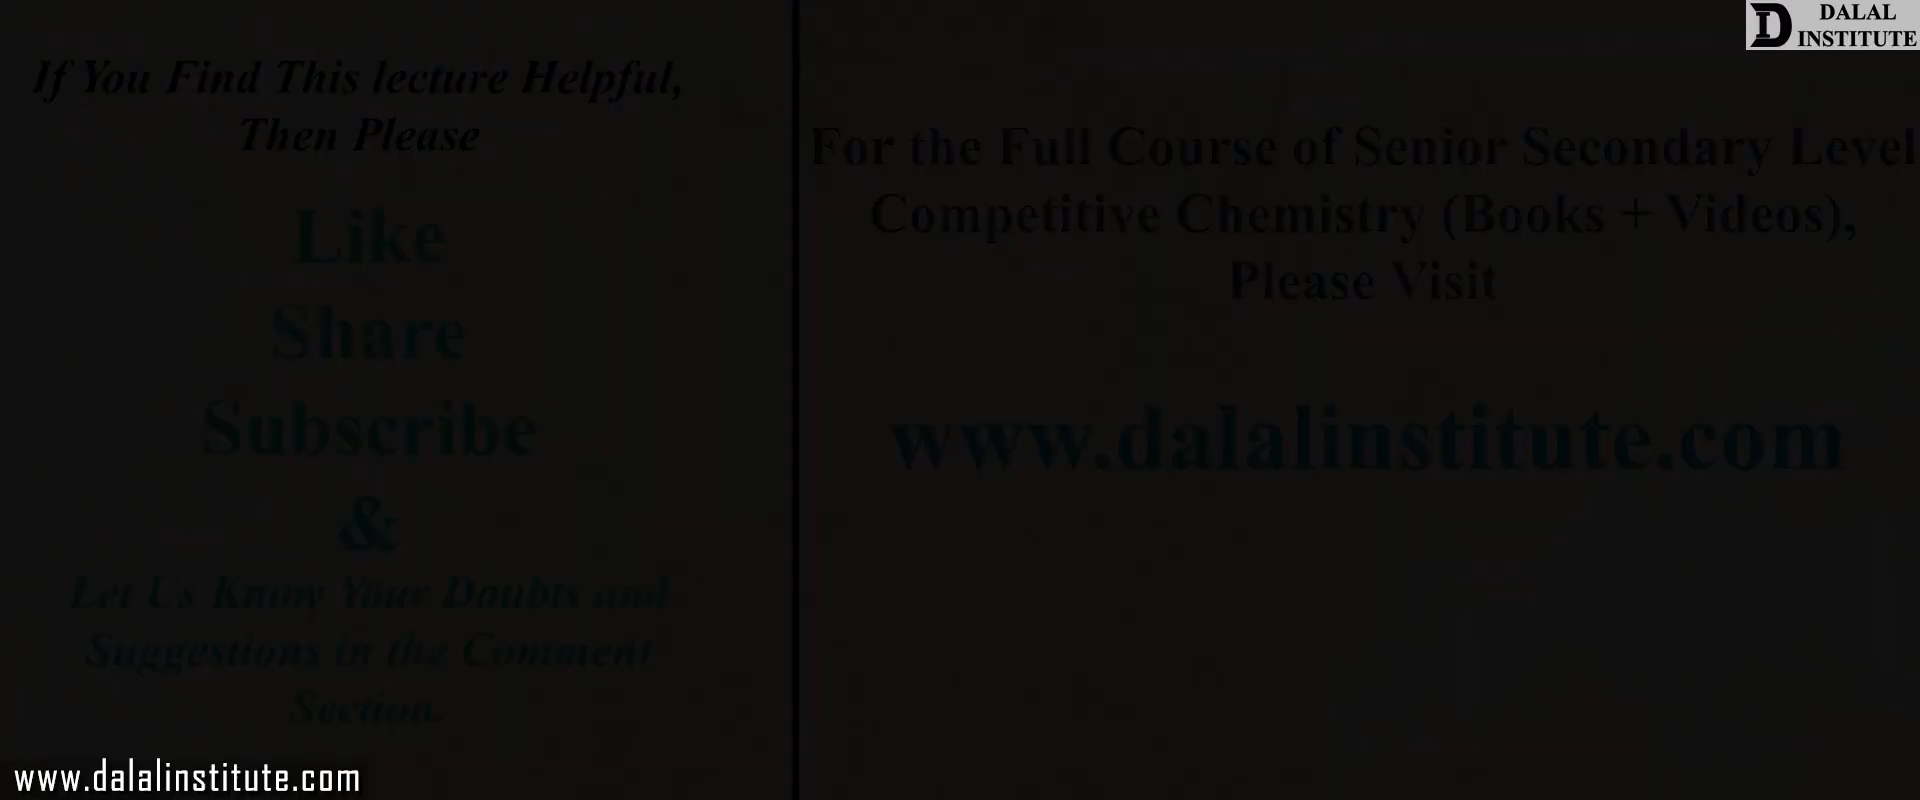 If You Find This lecture Helpful,
Then Please
Like
Share
Subscribe
&
Let Us Know Your Doubts and
Suggestions in the Comment
Section.
For the Full Course of Senior Secondary Level
Competitive Chemistry (Books + Videos),
Please Visit
www.dalalinstitute.com
DALAL
INSTITUTE
www.dalalinstitute.com